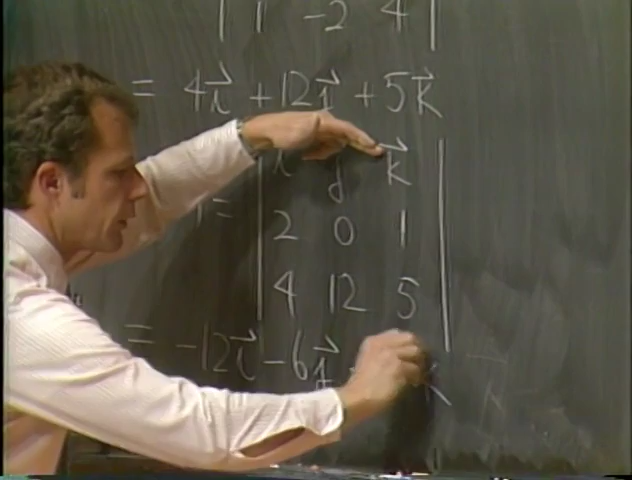 | 1 -2 4 |
= 4i⃗ + 12j⃗ + 5k⃗
| i j k⃗ |
= | 2 0 1 |
| 4 12 5 |
= -12i⃗ - 6j⃗ k